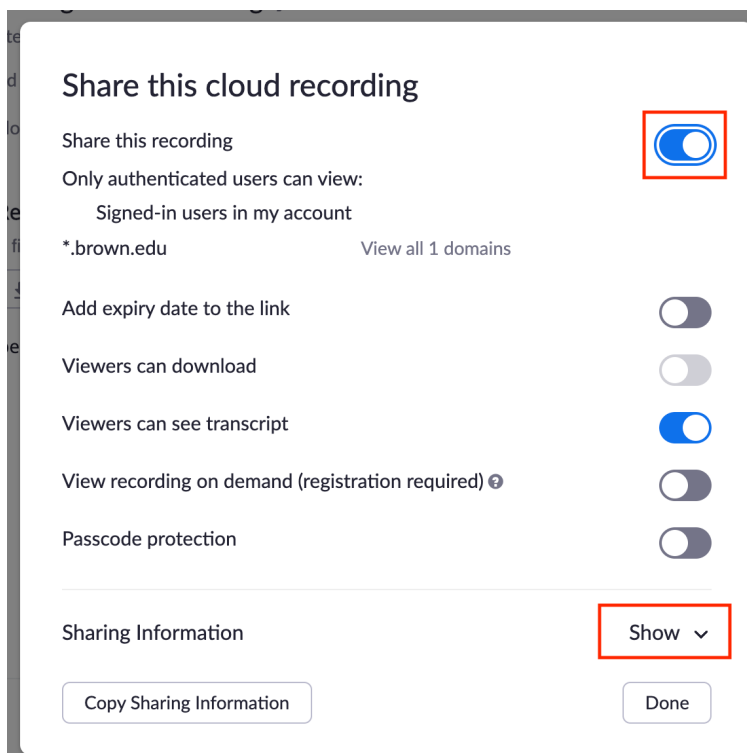 Share this cloud recording
Share this recording
Only authenticated users can view:
Signed-in users in my account
*.brown.edu View all 1 domains
Add expiry date to the link
Viewers can download
Viewers can see transcript
View recording on demand (registration required)
Passcode protection
Sharing Information Show
Copy Sharing Information Done